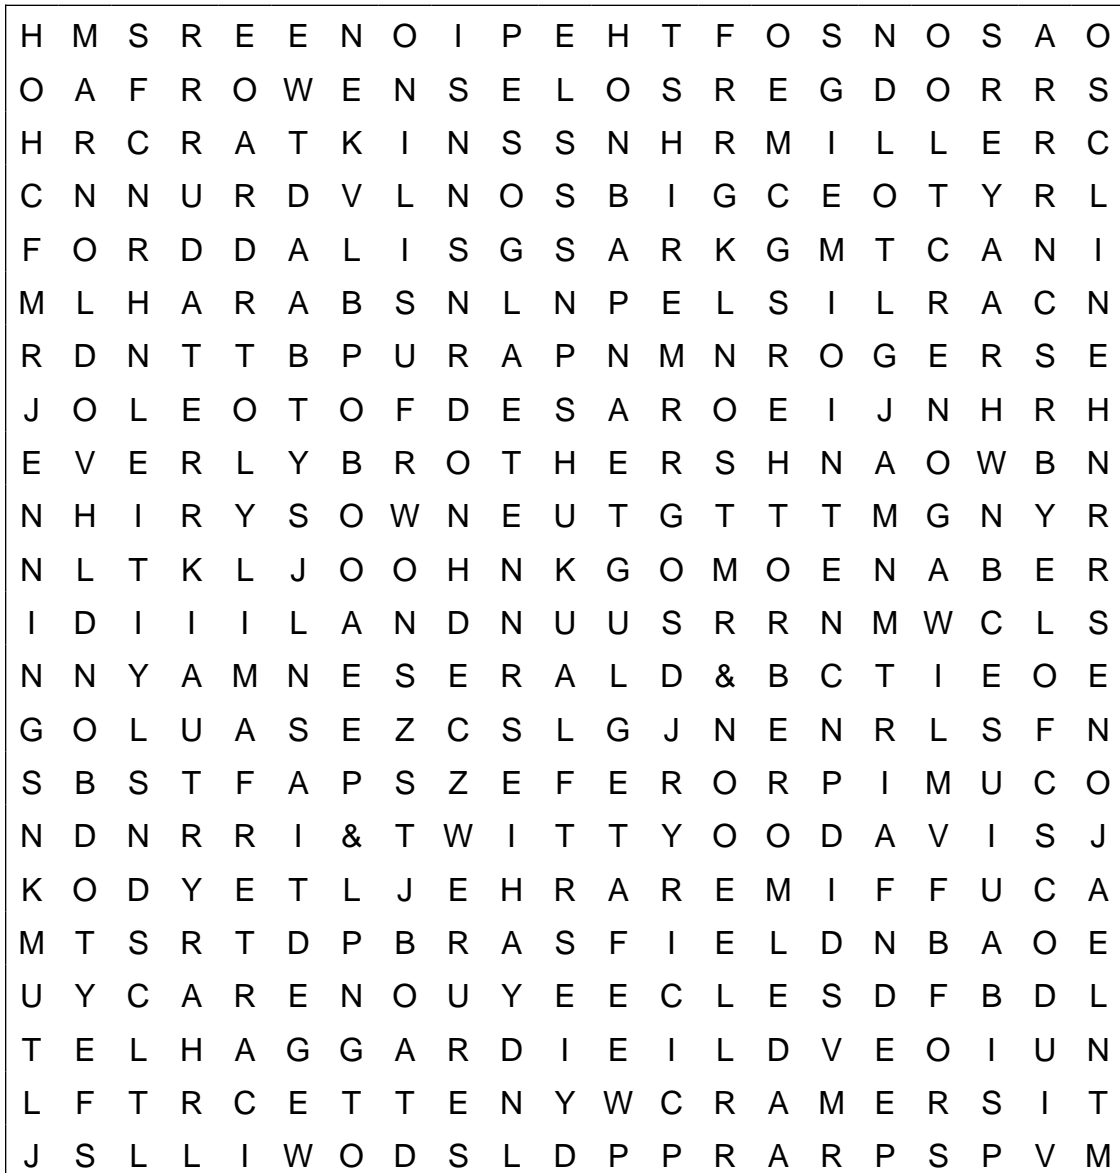 H M S R E E N O I P E H T F O S N O S A O
O A F R O W E N S E L O S R E G D O R R S
H R C R A T K I N S S N H R M I L L E R C
C N N U R D V L N O S B I G C E O T Y R L
F O R D D A L I S G S A R K G M T C A N I
M L H A R A B S N L N P E L S I L R A C N
R D N T T B P U R A P N M N R O G E R S E
J O L E O T O F D E S A R O E I J N H R H
E V E R L Y B R O T H E R S H N A O W B N
N H I R Y S O W N E U T G T T T M G N Y R
N L T K L J O O H N K G O M O E N A B E R
I D I I I L A N D N U U S R R N M W C L S
N N Y A M N E S E R A L D & B C T I E O E
G O L U A S E Z C S L G J N E N R L S F N
S B S T F A P S Z E F E R O R P I M U C O
N D N R R I & T W I T T Y O O D A V I S J
K O D Y E T L J E H R A R E M I F F U C A
M T S R T D P B R A S F I E L D N B A O E
U Y C A R E N O U Y E E C L E S D F B D L
T E L H A G G A R D I E I L D V E O I U N
L F T R C E T T E N Y W C R A M E R S I T
J S L L I W O D S L D P P R A R P S P V M